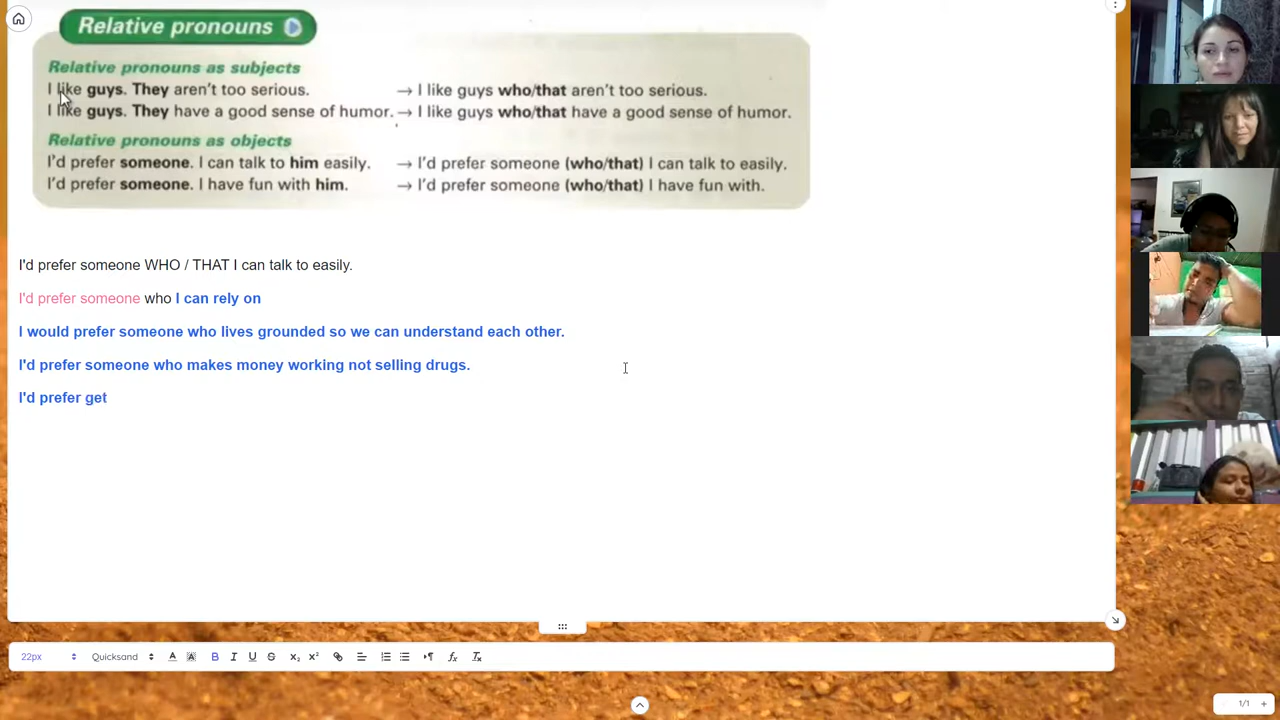 Relative pronouns
Relative pronouns as subjects
I like guys. They aren't too serious. → I like guys who/that aren't too serious.
I like guys. They have a good sense of humor. → I like guys who/that have a good sense of humor.
Relative pronouns as objects
I'd prefer someone. I can talk to him easily. → I'd prefer someone (who/that) I can talk to easily.
I'd prefer someone. I have fun with him. → I'd prefer someone (who/that) I have fun with.
I'd prefer someone WHO / THAT I can talk to easily.
I'd prefer someone who I can rely on
I would prefer someone who lives grounded so we can understand each other.
I'd prefer someone who makes money working not selling drugs.
I'd prefer get
22px Quicksand A A B I U S x₂ x² fx Tx
1/1